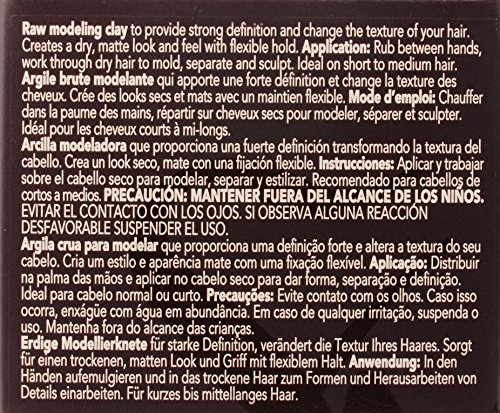 Raw modeling clay to provide strong definition and change the texture of your hair.
Creates a dry, matte look and feel with flexible hold. Application: Rub between hands,
work through dry hair to mold, separate and sculpt. Ideal on short to medium hair.
Argile brute modelante qui apporte une forte définition et change la texture des
cheveux. Crée des looks secs et mats avec un maintien flexible. Mode d'emploi: Chauffer
dans la paume des mains, répartir sur cheveux secs pour modeler, séparer et sculpter.
Idéal pour les cheveux courts à mi-longs.
Arcilla modeladora que proporciona una fuerte definición transformando la textura del
cabello. Crea un look seco, mate con una fijación flexible. Instrucciones: Aplicar y trabajar
sobre el cabello seco para modelar, separar y estilizar. Recomendado para cabellos de
cortos a medios. PRECAUCIÓN: MANTENER FUERA DEL ALCANCE DE LOS NIÑOS.
EVITAR EL CONTACTO CON LOS OJOS. SI OBSERVA ALGUNA REACCIÓN
DESFAVORABLE SUSPENDER EL USO.
Argila crua para modelar que proporciona uma definição forte e altera a textura do seu
cabelo. Cria um estilo e aparência mate com uma fixação flexível. Aplicação: Distribuir
na palma das mãos e aplicar no cabelo seco para dar forma, separação e definição.
Ideal para cabelo normal ou curto. Precauções: Evite contato com os olhos. Caso isso
ocorra, enxágüe com água em abundância. Em caso de qualquer irritação, suspenda o
uso. Mantenha fora do alcance das crianças.
Erdige Modellierknete für starke Definition, verändert die Textur Ihres Haares. Sorgt
für einen trockenen, matten Look und Griff mit flexiblem Halt. Anwendung: In den
Händen aufemulgieren und in das trockene Haar zum Formen und Herausarbeiten von
Details einarbeiten. Für kurzes bis mittellanges Haar.